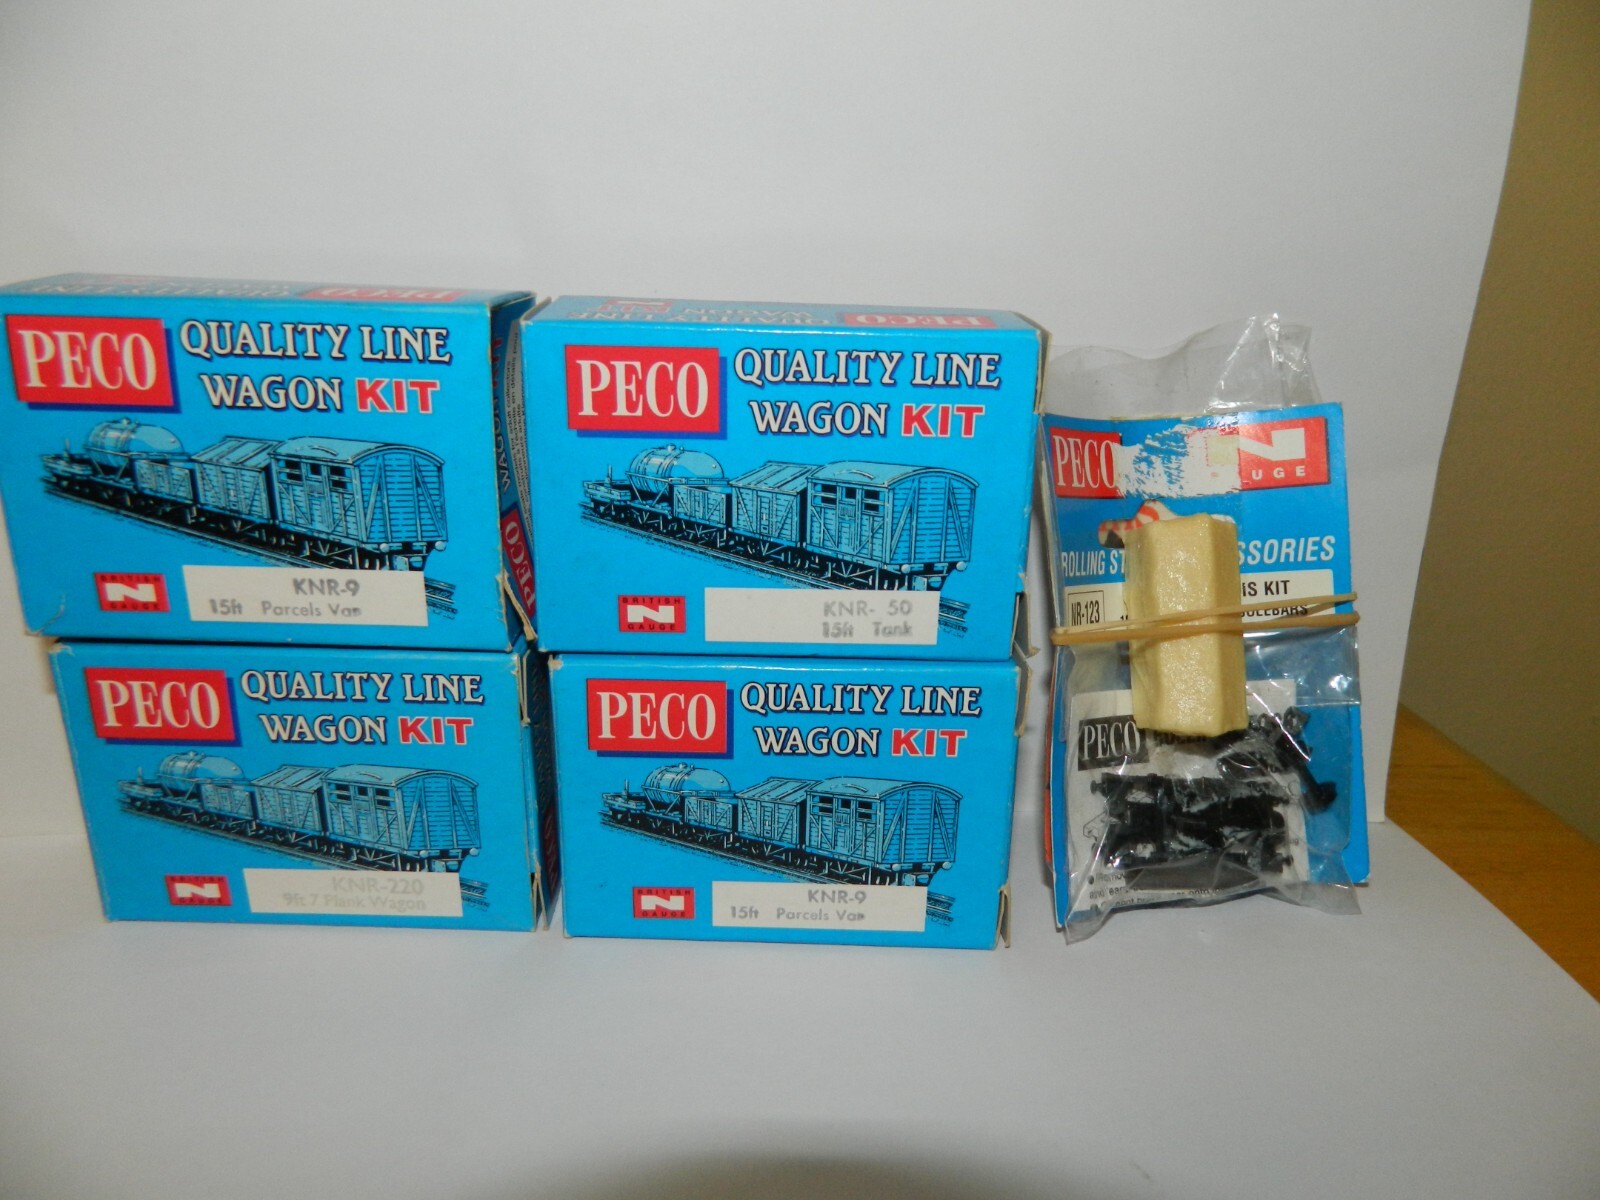 PECO
QUALITY LINE
WAGON KIT
BRITISH
N
GAUGE
KNR-9
15ft Parcels Van
PECO
QUALITY LINE
WAGON KIT
BRITISH
N
GAUGE
KNR- 50
15ft Tank
PECO
QUALITY LINE
WAGON KIT
BRITISH
N
GAUGE
KNR-220
9ft 7 Plank Wagon
PECO
QUALITY LINE
WAGON KIT
BRITISH
N
GAUGE
KNR-9
15ft Parcels Van
PECO
N
UGE
ROLLING ST
SSORIES
IS KIT
NR-123
SOLEBARS
PECO